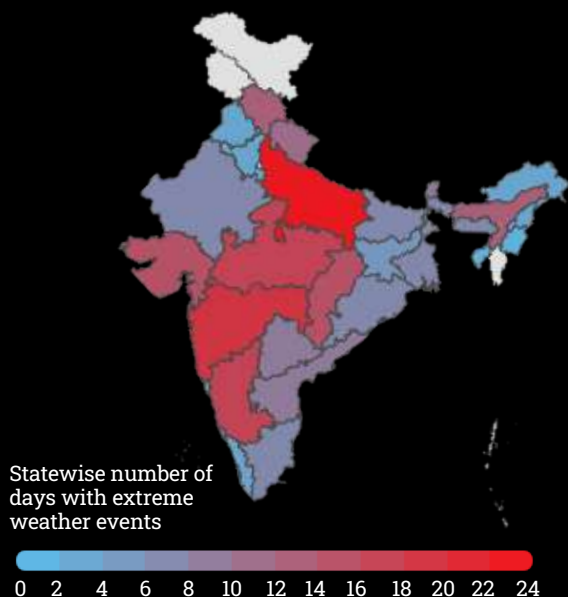 Statewise number of
days with extreme
weather events
0 2 4 6 8 10 12 14 16 18 20 22 24